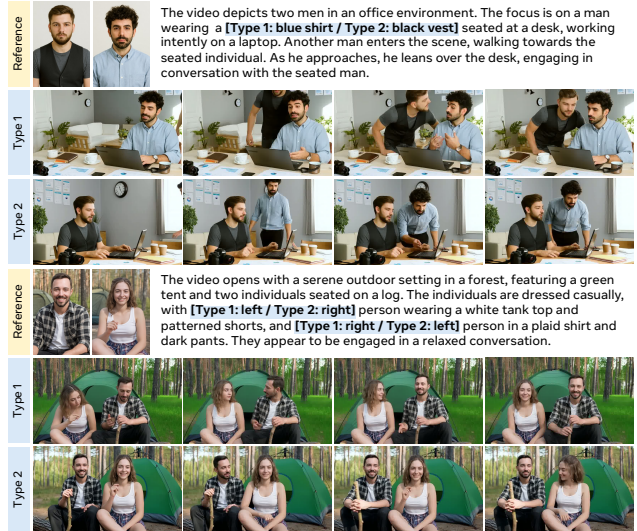 Reference
The video depicts two men in an office environment. The focus is on a man
wearing a [Type 1: blue shirt / Type 2: black vest] seated at a desk, working
intently on a laptop. Another man enters the scene, walking towards the
seated individual. As he approaches, he leans over the desk, engaging in
conversation with the seated man.
Type 1
Type 2
Reference
The video opens with a serene outdoor setting in a forest, featuring a green
tent and two individuals seated on a log. The individuals are dressed casually,
with [Type 1: left / Type 2: right] person wearing a white tank top and
patterned shorts, and [Type 1: right / Type 2: left] person in a plaid shirt and
dark pants. They appear to be engaged in a relaxed conversation.
Type 1
Type 2